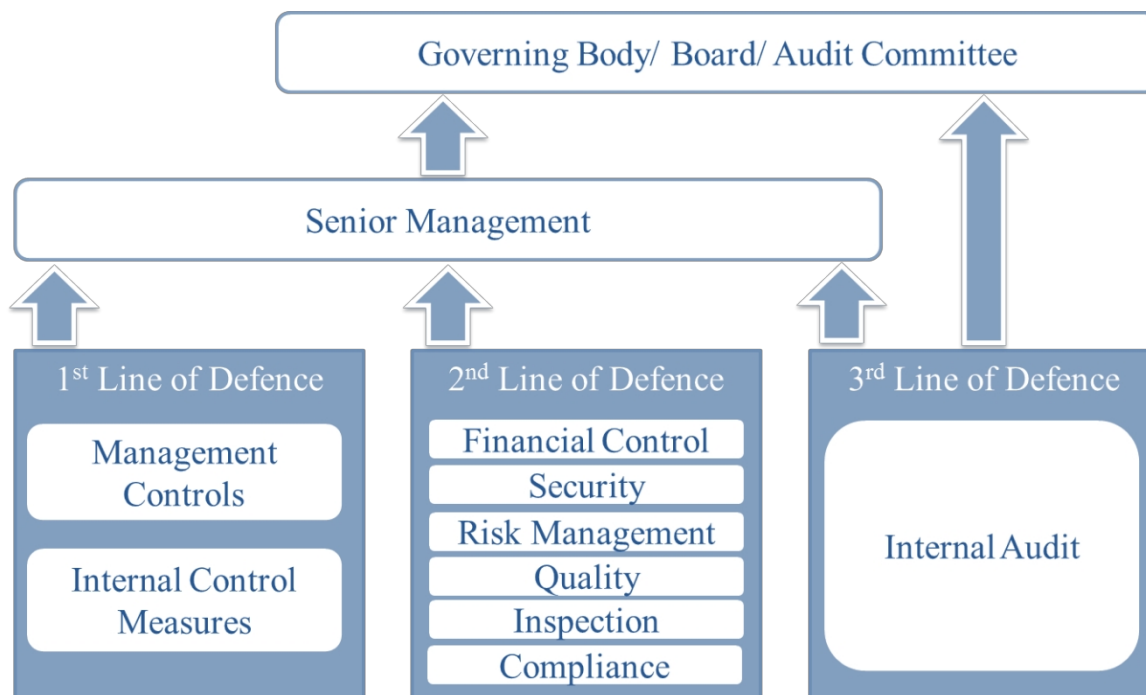 Governing Body/ Board/ Audit Committee
Senior Management
1st Line of Defence
Management
Controls
Internal Control
Measures
2nd Line of Defence
Financial Control
Security
Risk Management
Quality
Inspection
Compliance
3rd Line of Defence
Internal Audit